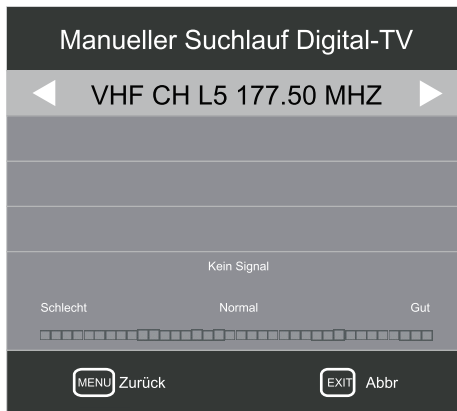 Manueller Suchlauf Digital-TV
VHF CH L5 177.50 MHZ
Kein Signal
Schlecht Normal Gut
MENU Zurück EXIT Abbr